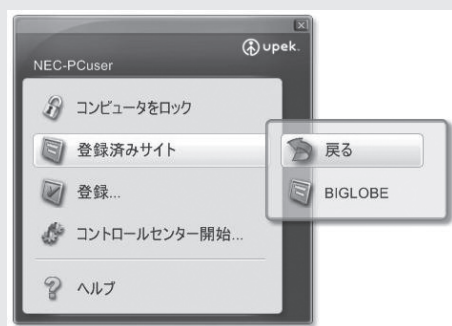 upek.
NEC-PCuser
コンピュータをロック
登録済みサイト
戻る
登録...
BIGLOBE
コントロールセンター開始...
ヘルプ